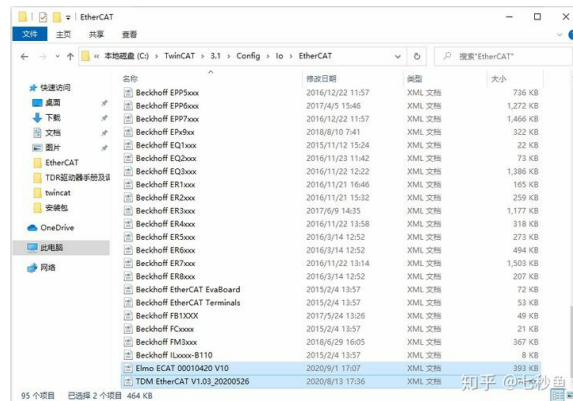 EtherCAT
文件 主页 共享 查看
« 本地磁盘 (C:) › TwinCAT › 3.1 › Config › Io › EtherCAT 搜索"EtherCAT"
名称 修改日期 类型 大小
快速访问
桌面
下载
文档
图片
EtherCAT
TDR驱动器手册及调
twincat
安装包
OneDrive
此电脑
网络
Beckhoff EPP5xxx 2016/12/22 11:57 XML 文档 736 KB
Beckhoff EPP6xxx 2017/4/5 15:46 XML 文档 1,272 KB
Beckhoff EPP7xxx 2016/12/22 11:57 XML 文档 1,466 KB
Beckhoff EPx9xx 2018/8/10 7:41 XML 文档 322 KB
Beckhoff EQ1xxx 2015/11/12 15:24 XML 文档 22 KB
Beckhoff EQ2xxx 2016/11/23 11:42 XML 文档 73 KB
Beckhoff EQ3xxx 2016/11/22 12:22 XML 文档 1,386 KB
Beckhoff ER1xxx 2016/11/21 16:46 XML 文档 165 KB
Beckhoff ER2xxx 2016/11/21 15:32 XML 文档 259 KB
Beckhoff ER3xxx 2017/6/9 14:35 XML 文档 1,177 KB
Beckhoff ER4xxx 2016/11/22 13:58 XML 文档 318 KB
Beckhoff ER5xxx 2016/3/14 12:52 XML 文档 273 KB
Beckhoff ER6xxx 2016/3/14 12:52 XML 文档 494 KB
Beckhoff ER7xxx 2016/11/22 13:14 XML 文档 1,503 KB
Beckhoff ER8xxx 2016/3/14 12:52 XML 文档 207 KB
Beckhoff EtherCAT EvaBoard 2015/2/4 13:57 XML 文档 72 KB
Beckhoff EtherCAT Terminals 2015/2/4 13:57 XML 文档 53 KB
Beckhoff FB1XXX 2017/5/24 13:26 XML 文档 49 KB
Beckhoff FCxxxx 2015/2/4 13:57 XML 文档 21 KB
Beckhoff FM3xxx 2018/6/29 16:05 XML 文档 367 KB
Beckhoff ILxxxx-B110 2015/2/4 13:57 XML 文档 8 KB
Elmo ECAT 00010420 V10 2020/9/1 17:07 XML 文档 393 KB
TDM EtherCAT V1.03_20200526 2020/8/13 17:36 XML 文档 KB
95 个项目 已选择 2 个项目 464 KB
知乎 @七秒鱼